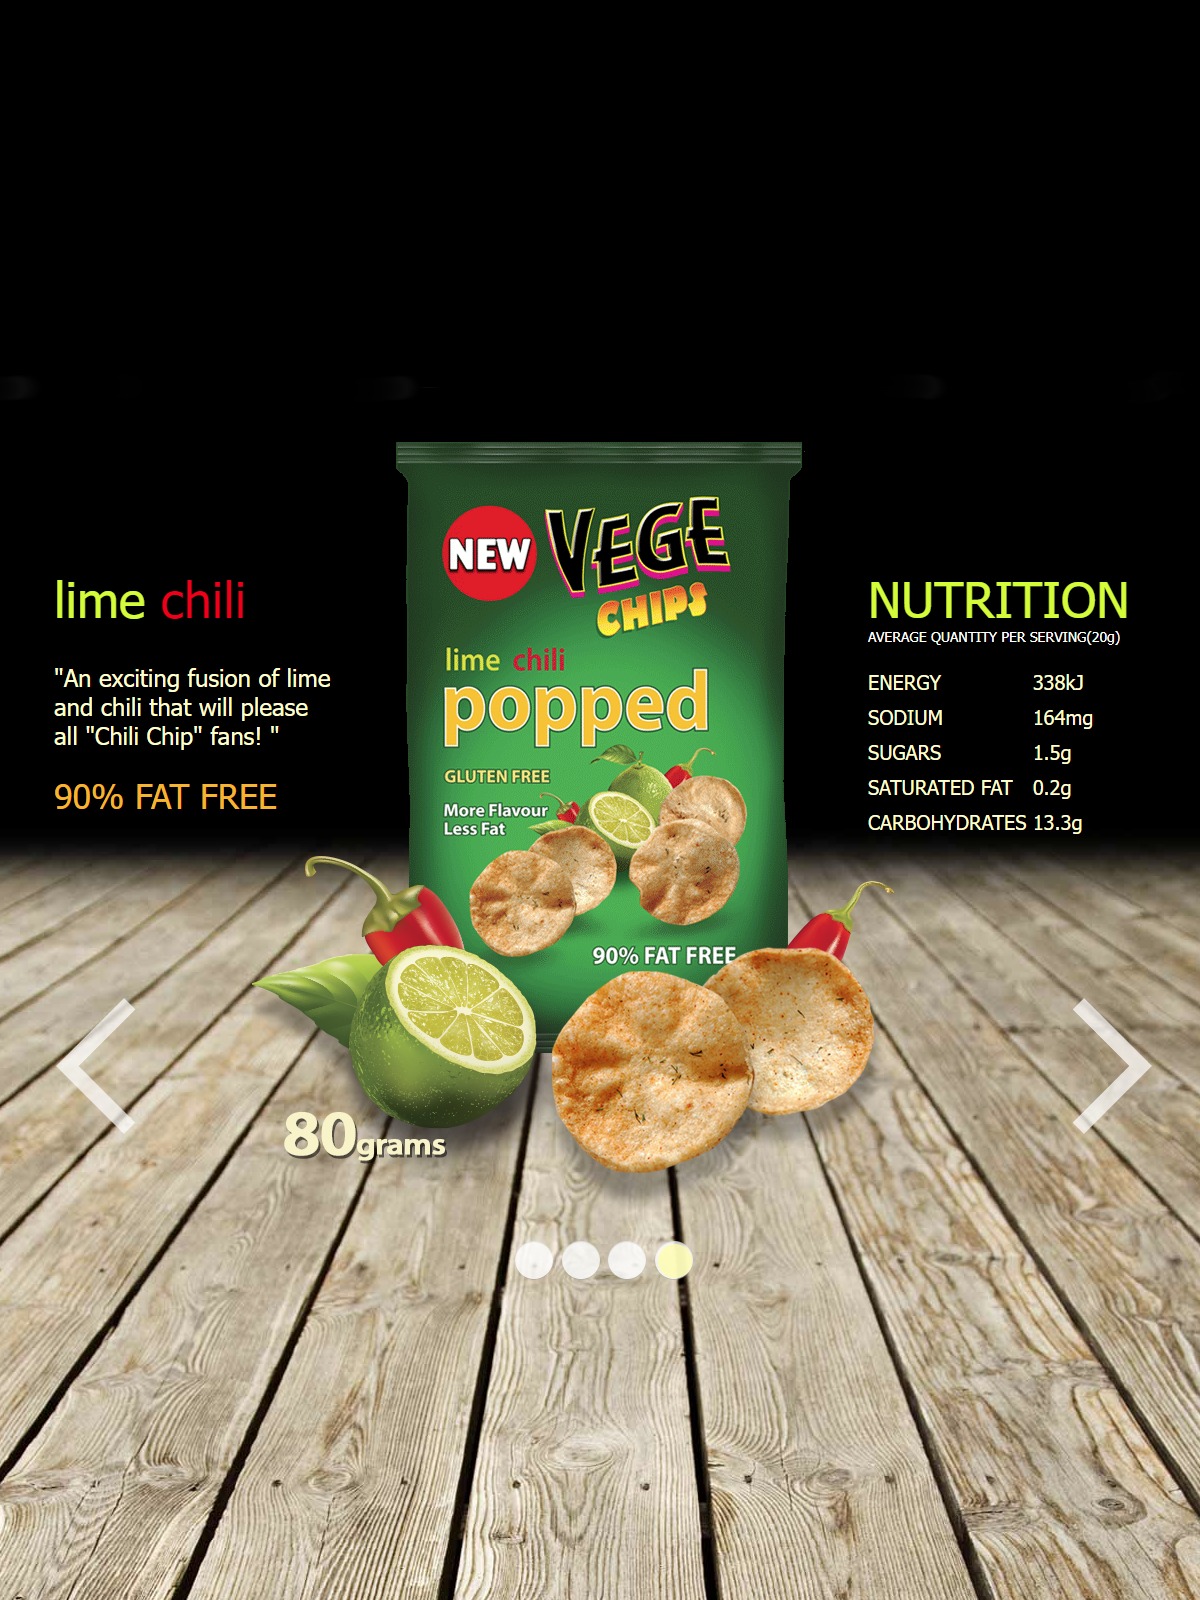 NEW
VEGE
CHIPS
lime chili
popped
GLUTEN FREE
More Flavour
Less Fat
90% FAT FREE
lime chili
"An exciting fusion of lime
and chili that will please
all "Chili Chip" fans! "
90% FAT FREE
NUTRITION
AVERAGE QUANTITY PER SERVING(20g)
ENERGY 338kJ
SODIUM 164mg
SUGARS 1.5g
SATURATED FAT 0.2g
CARBOHYDRATES 13.3g
80grams